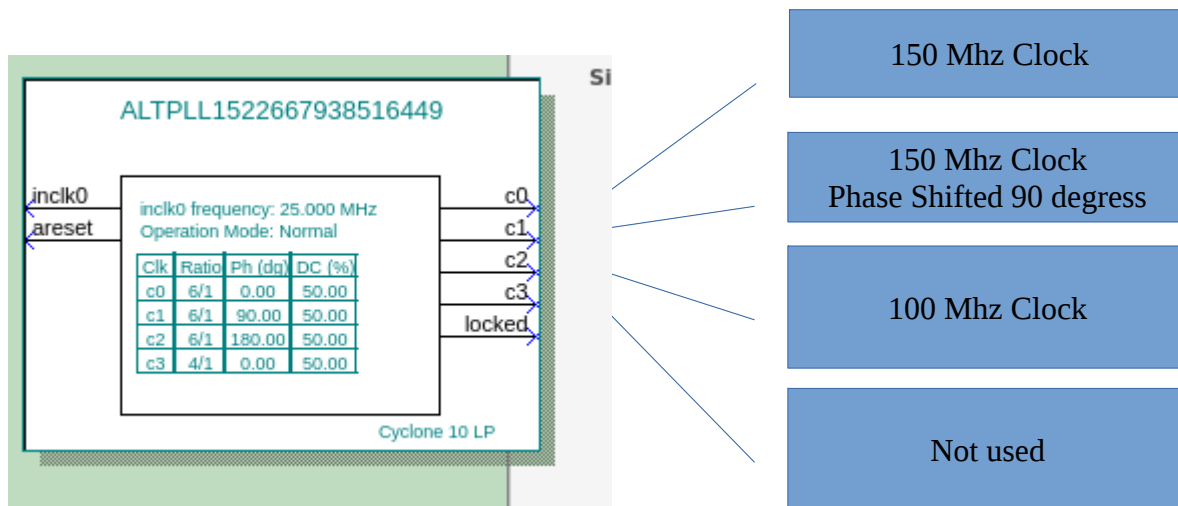 Si
ALTPLL1522667938516449
inclk0
areset
inclk0 frequency: 25.000 MHz
Operation Mode: Normal
Clk Ratio Ph (dg) DC (%)
c0 6/1 0.00 50.00
c1 6/1 90.00 50.00
c2 6/1 180.00 50.00
c3 4/1 0.00 50.00
c0
c1
c2
c3
locked
Cyclone 10 LP
150 Mhz Clock
150 Mhz Clock
Phase Shifted 90 degress
100 Mhz Clock
Not used